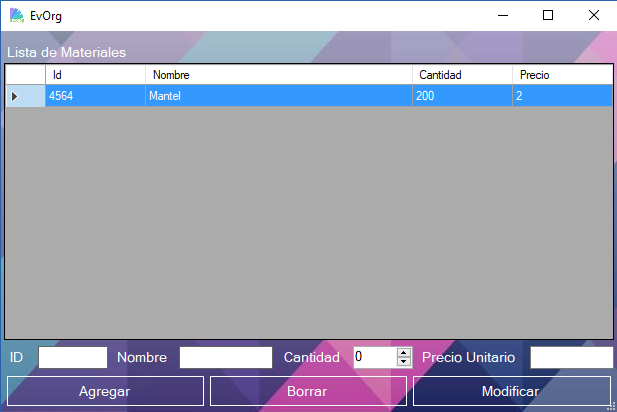 EvOrg
Lista de Materiales
Id Nombre Cantidad Precio
4564 Mantel 200 2
ID Nombre Cantidad 0 Precio Unitario
Agregar Borrar Modificar